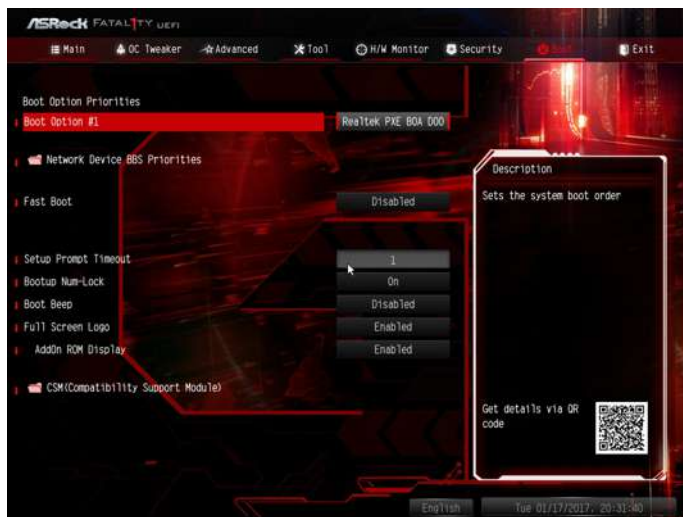 ASRock FATAL1TY UEFI
Main OC Tweaker Advanced Tool H/W Monitor Security Boot Exit
Boot Option Priorities
Boot Option #1 Realtek PXE B0A D00
Network Device BBS Priorities
Fast Boot Disabled
Setup Prompt Timeout 1
Bootup Num-Lock On
Boot Beep Disabled
Full Screen Logo Enabled
AddOn ROM Display Enabled
CSM(Compatibility Support Module)
Description
Sets the system boot order
Get details via QR
code
English Tue 01/17/2017, 20:31:40